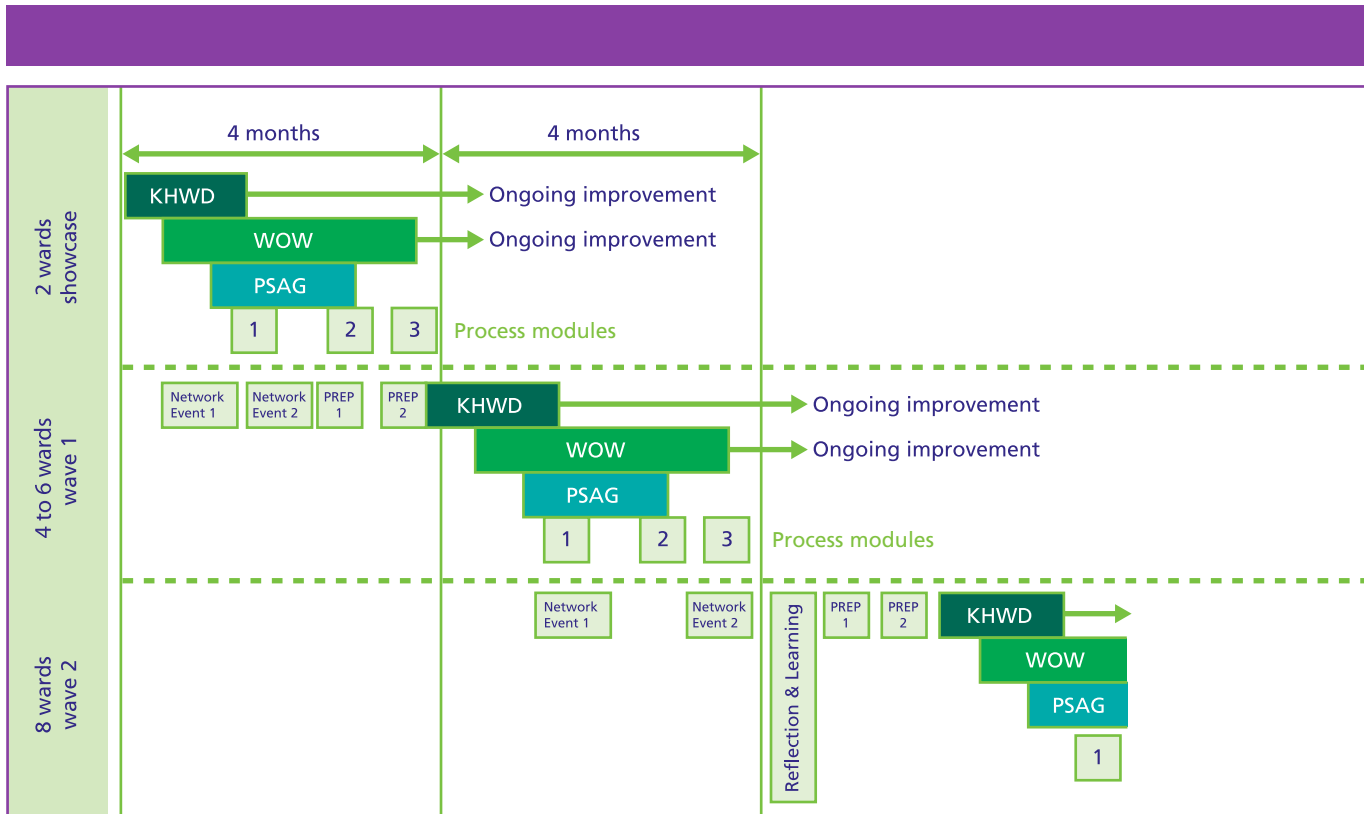 4 months
4 months
2 wards
showcase
KHWD
Ongoing improvement
WOW
Ongoing improvement
PSAG
1
2
3
Process modules
4 to 6 wards
wave 1
Network
Event 1
Network
Event 2
PREP
1
PREP
2
KHWD
Ongoing improvement
WOW
Ongoing improvement
PSAG
1
2
3
Process modules
8 wards
wave 2
Network
Event 1
Network
Event 2
Reflection & Learning
PREP
1
PREP
2
KHWD
WOW
PSAG
1